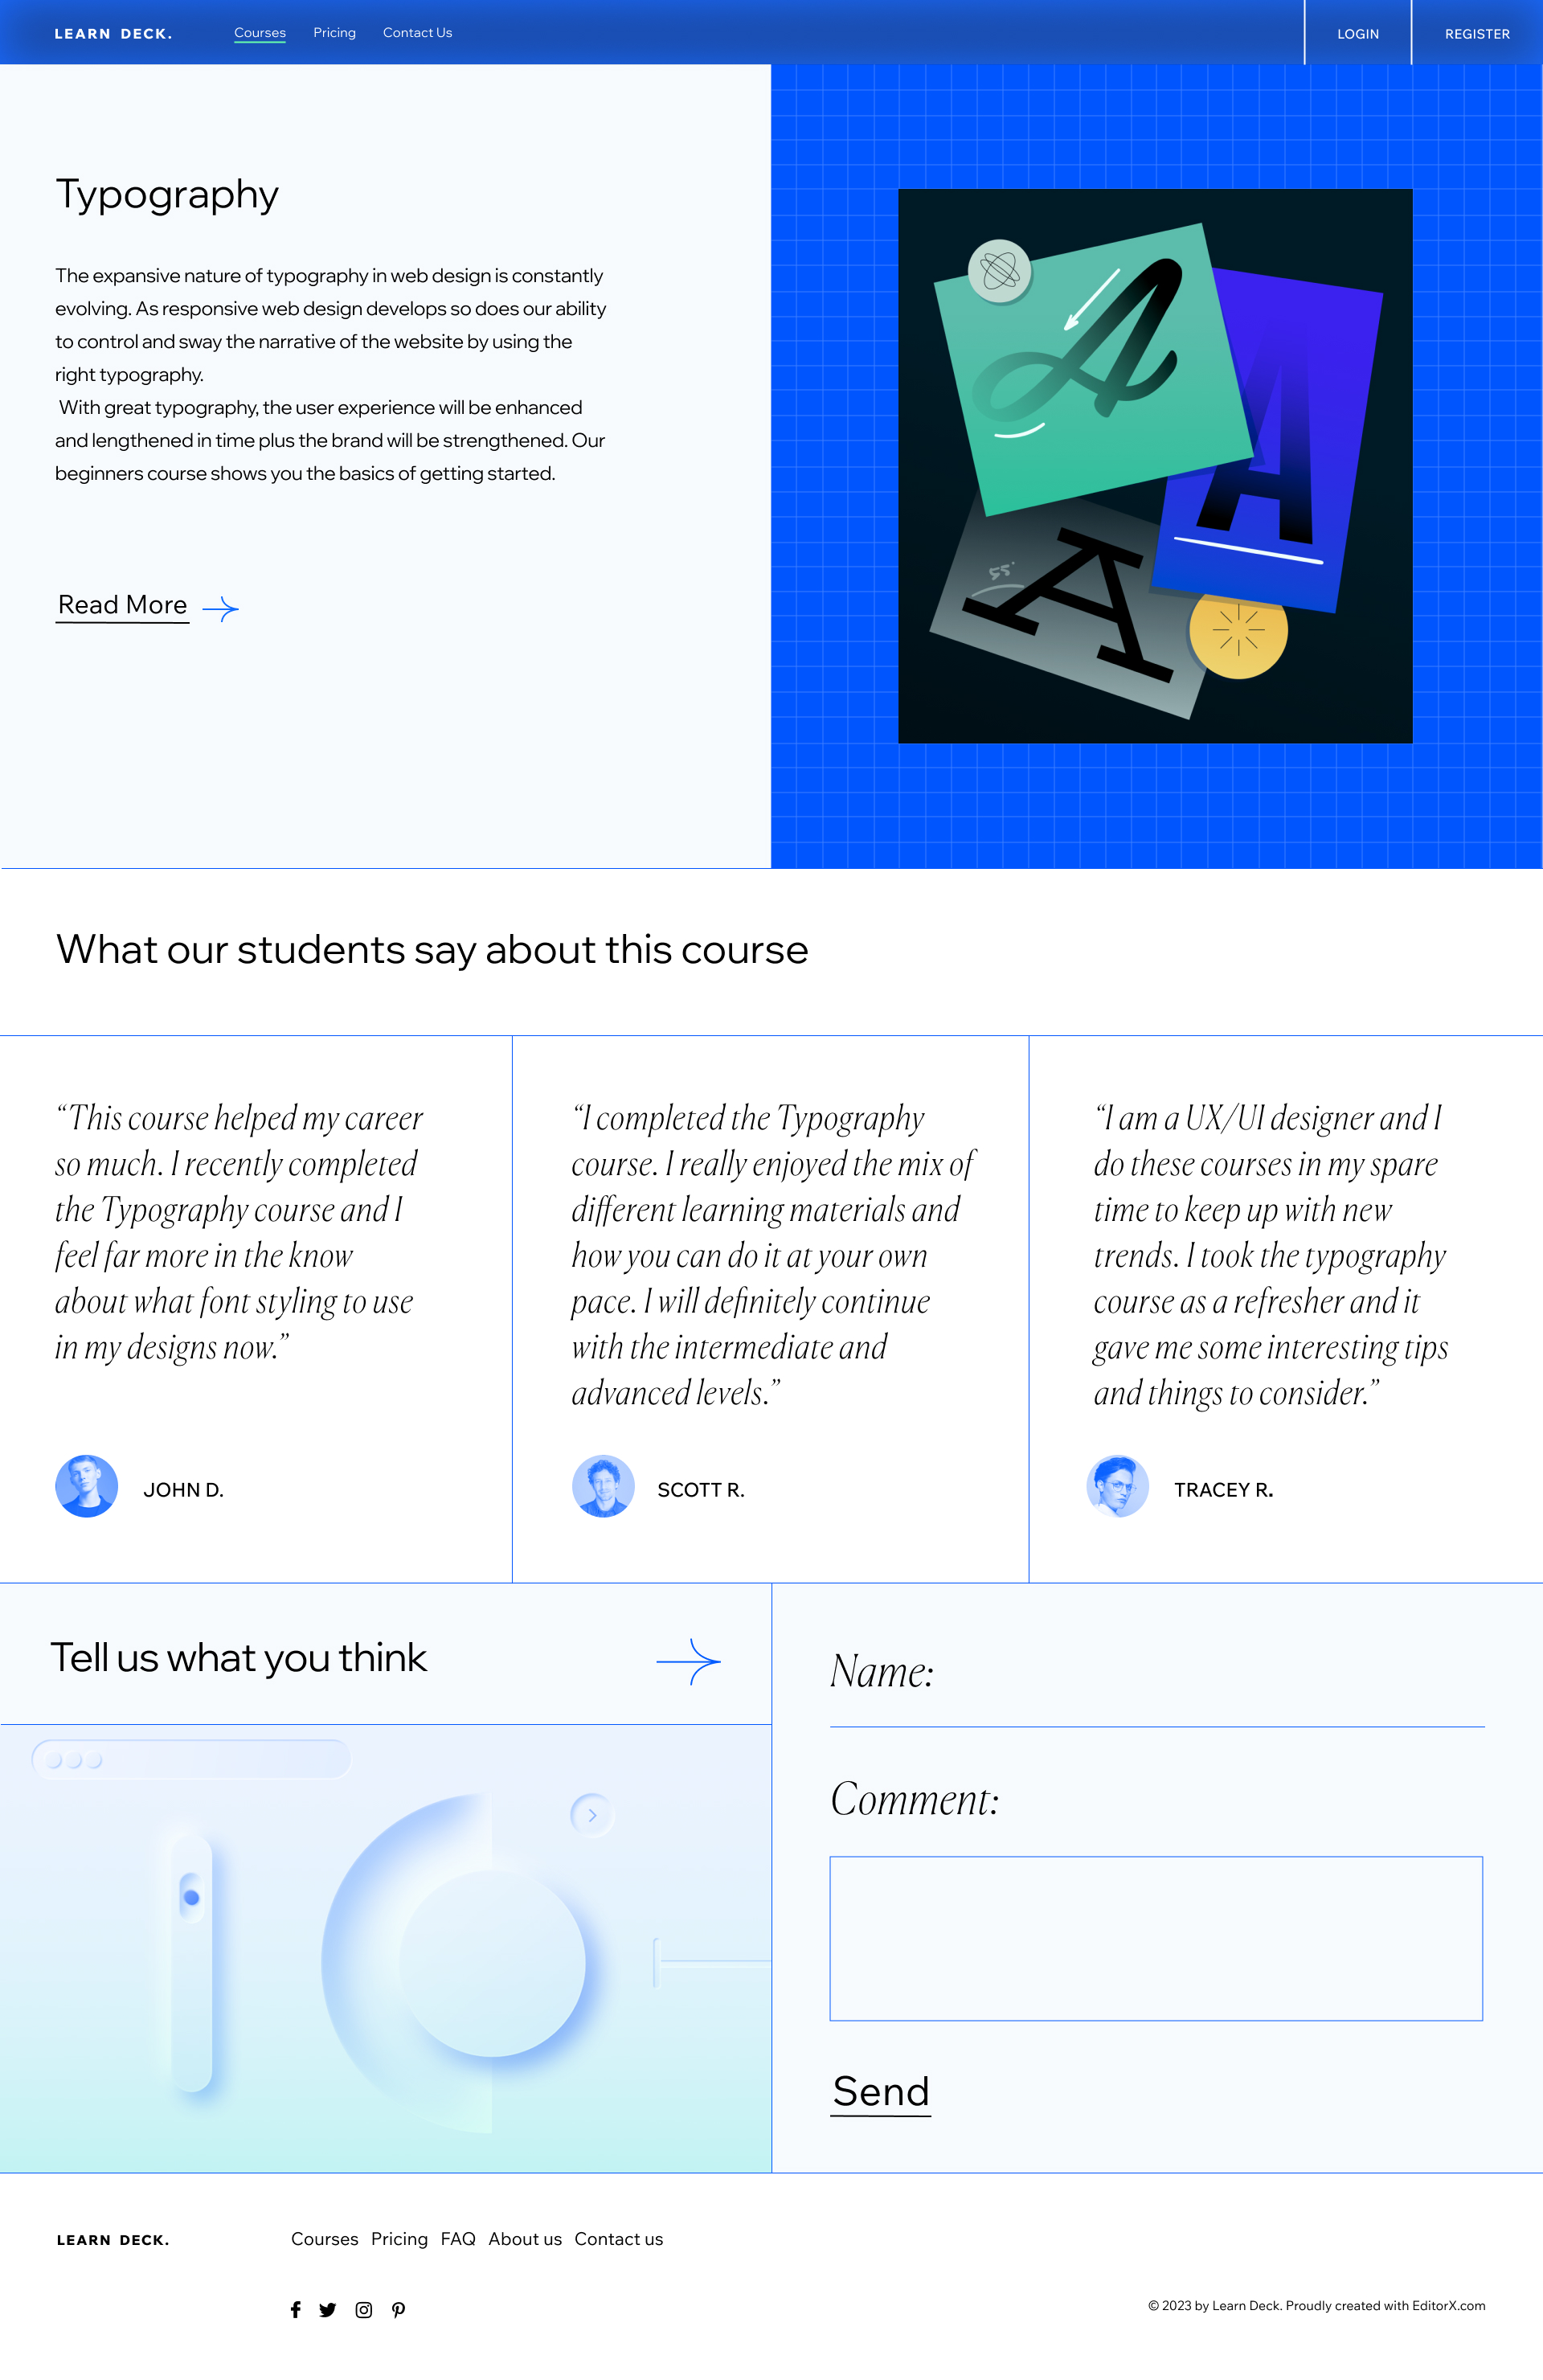 LEARN DECK.
Courses Pricing Contact Us
LOGIN REGISTER
Typography
The expansive nature of typography in web design is constantly
evolving. As responsive web design develops so does our ability
to control and sway the narrative of the website by using the
right typography.
With great typography, the user experience will be enhanced
and lengthened in time plus the brand will be strengthened. Our
beginners course shows you the basics of getting started.
Read More
A
A
A
What our students say about this course
“This course helped my career
so much. I recently completed
the Typography course and I
feel far more in the know
about what font styling to use
in my designs now.”
JOHN D.
“I completed the Typography
course. I really enjoyed the mix of
different learning materials and
how you can do it at your own
pace. I will definitely continue
with the intermediate and
advanced levels.”
SCOTT R.
“I am a UX/UI designer and I
do these courses in my spare
time to keep up with new
trends. I took the typography
course as a refresher and it
gave me some interesting tips
and things to consider.”
TRACEY R.
Tell us what you think
Name:
Comment:
Send
LEARN DECK.
Courses Pricing FAQ About us Contact us
© 2023 by Learn Deck. Proudly created with EditorX.com